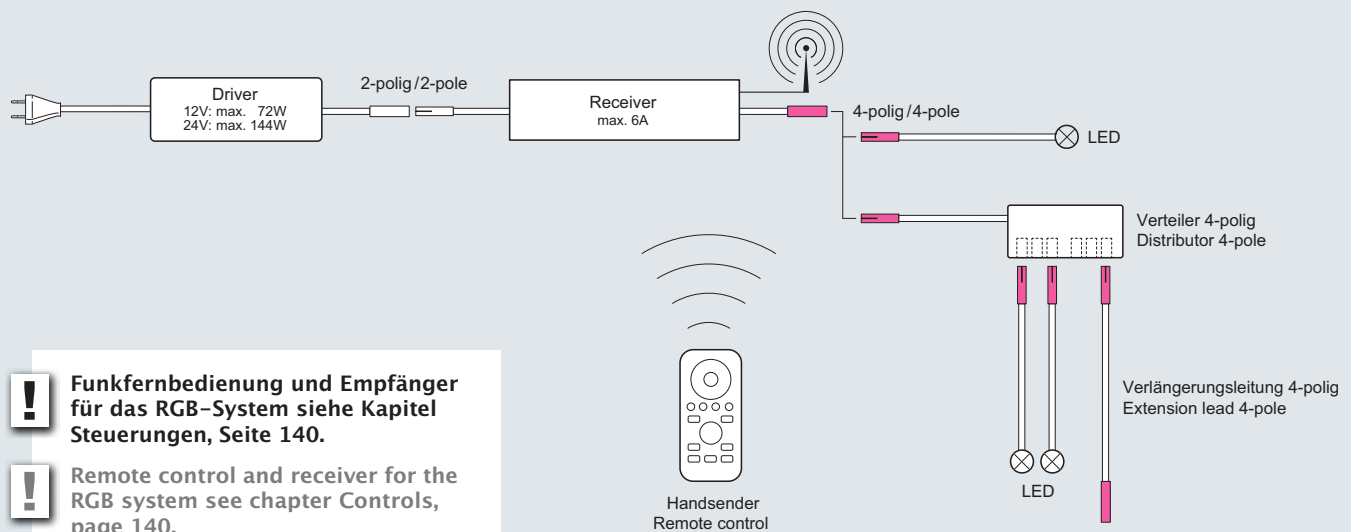 Driver
12V: max. 72W
24V: max. 144W
2-polig/2-pole
Receiver
max. 6A
4-polig/4-pole
LED
Verteiler 4-polig
Distributor 4-pole
Verlängerungsleitung 4-polig
Extension lead 4-pole
LED
Handsender
Remote control
! Funkfernbedienung und Empfänger
für das RGB-System siehe Kapitel
Steuerungen, Seite 140.
! Remote control and receiver for the
RGB system see chapter Controls,
page 140.